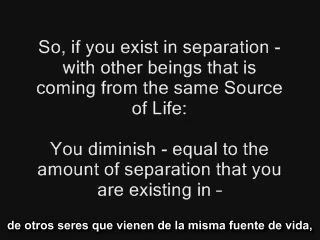 So, if you exist in separation -
with other beings that is
coming from the same Source
of Life:
You diminish - equal to the
amount of separation that you
are existing in -
de otros seres que vienen de la misma fuente de vida,